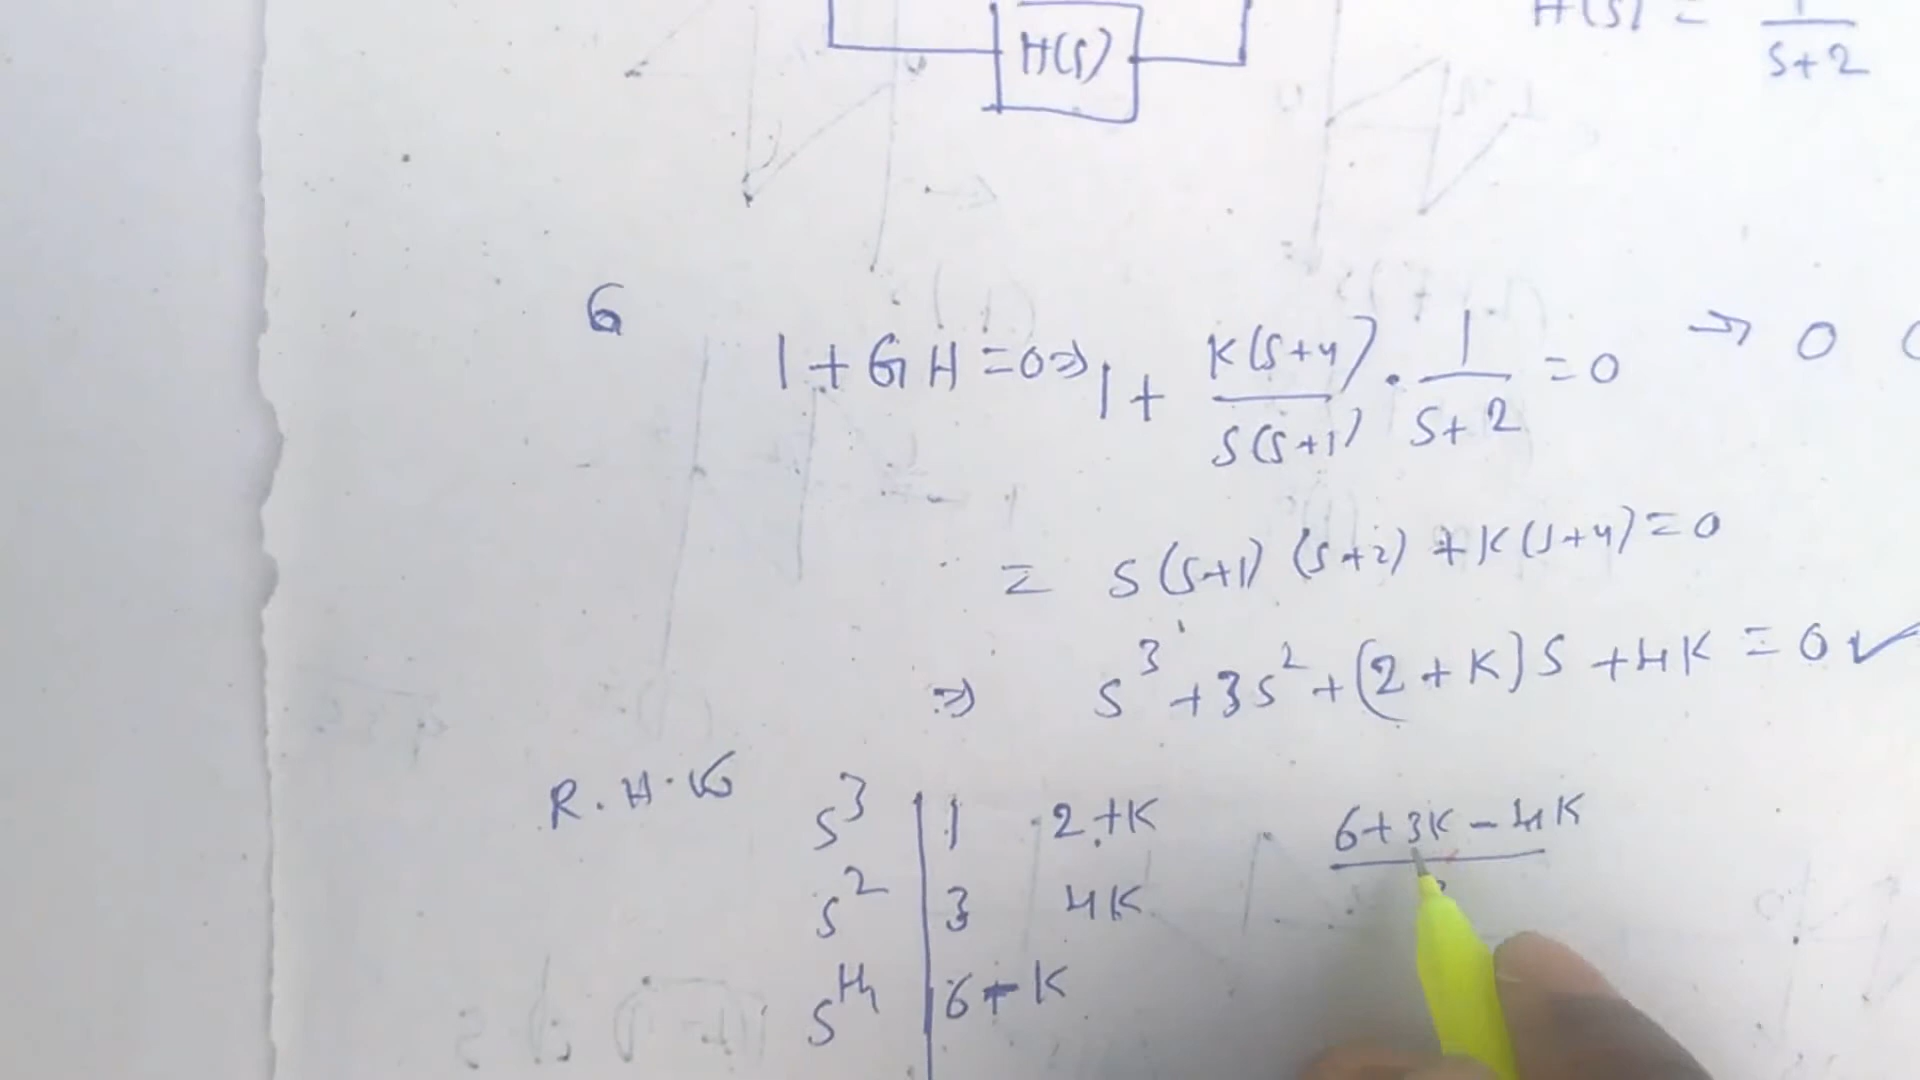 H(S) = 1/S+2
H(S)
G
1 + GH = 0 ⇒ 1 + K(S+4)/S(S+1) · 1/S+2 = 0 → 0
= S(S+1) (S+2) + K(S+4) = 0
⇒ S³ + 3S² + (2+K)S + 4K = 0 ✓
R.H.
S³ | 1 2+K 6+3K-4K
S² | 3 4K
S | 6-K